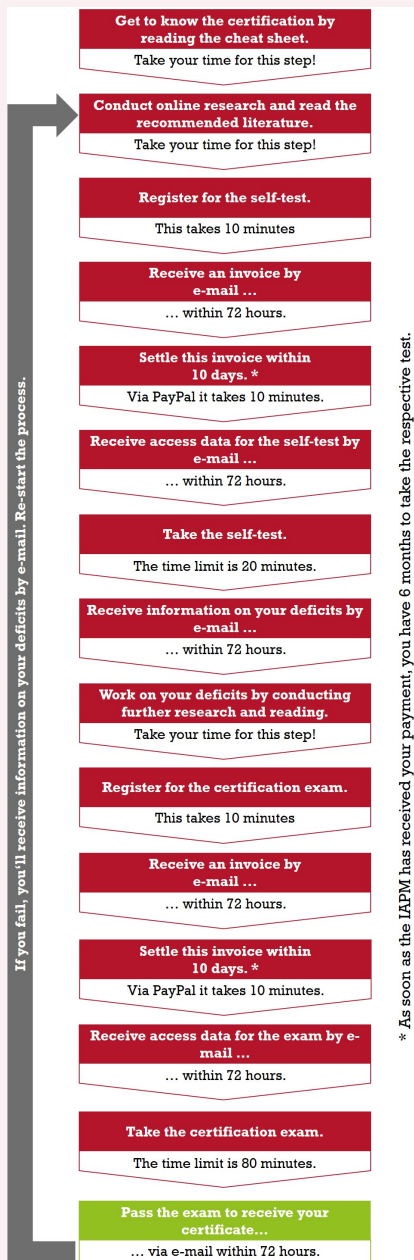 Get to know the certification by
reading the cheat sheet.
Take your time for this step!
Conduct online research and read the
recommended literature.
Take your time for this step!
Register for the self-test.
This takes 10 minutes
Receive an invoice by
e-mail ...
... within 72 hours.
Settle this invoice within
10 days. *
Via PayPal it takes 10 minutes.
Receive access data for the self-test by
e-mail ...
... within 72 hours.
Take the self-test.
The time limit is 20 minutes.
Receive information on your deficits by
e-mail ...
... within 72 hours.
Work on your deficits by conducting
further research and reading.
Take your time for this step!
Register for the certification exam.
This takes 10 minutes
Receive an invoice by
e-mail ...
... within 72 hours.
Settle this invoice within
10 days. *
Via PayPal it takes 10 minutes.
Receive access data for the exam by e-
mail ...
... within 72 hours.
Take the certification exam.
The time limit is 80 minutes.
Pass the exam to receive your
certificate...
... via e-mail within 72 hours.
If you fail, you'll receive information on your deficits by e-mail. Re-start the process.
* As soon as the IAPM has received your payment, you have 6 months to take the respective test.